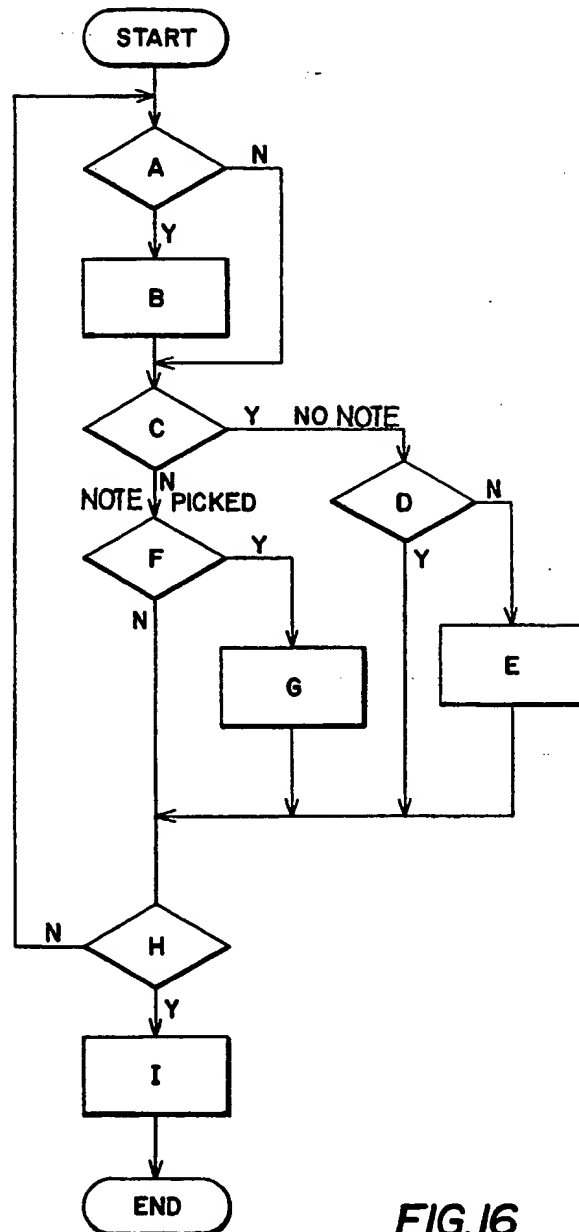 START
A N
Y
B
C Y NO NOTE
N
NOTE PICKED
D N
F Y
Y
N
E
G
N H
Y
I
END
FIG.16